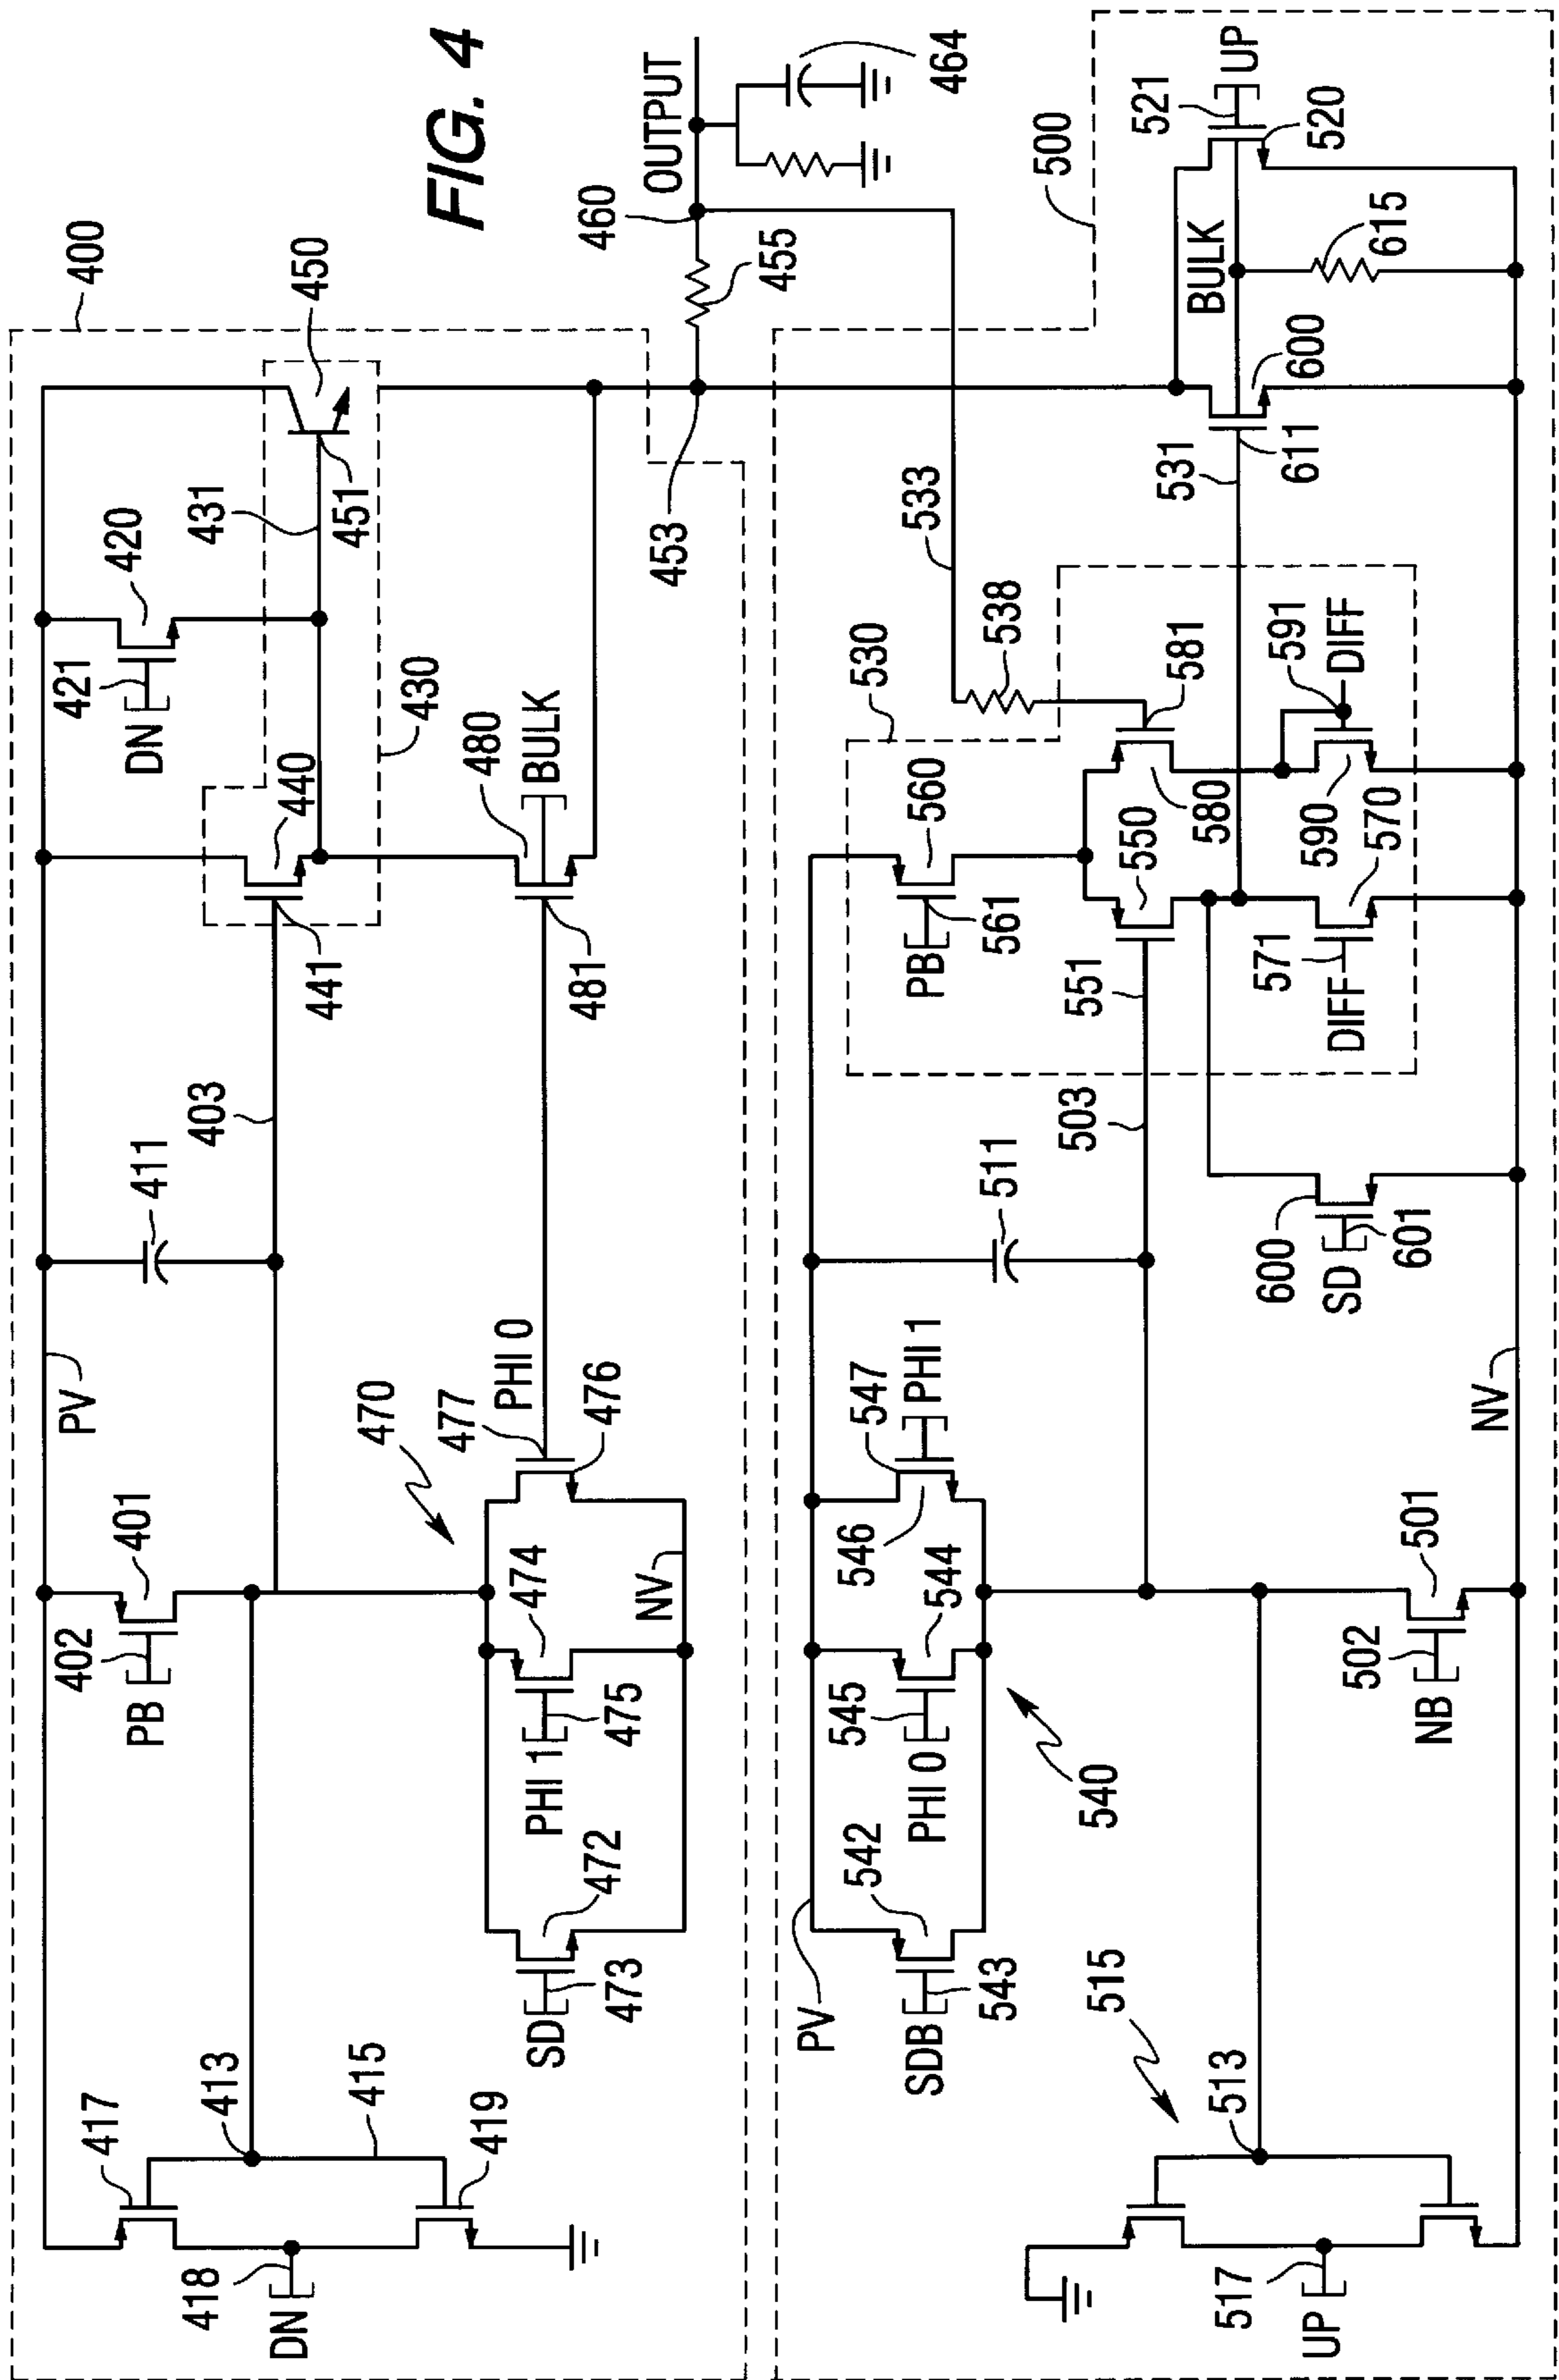 FIG. 4
400
450
PV
431
420
421
DN
451
430
440
441
480
BULK
481
403
411
401
402
PB
470
477
PHI 0
476
474
NV
475
PHI 1
472
473
SD
417
413
415
419
418
DN
OUTPUT
464
460
455
453
500
521
UP
520
BULK
615
600
611
531
533
538
530
581
591
DIFF
560
PB
561
580
550
590
570
551
571
DIFF
503
511
600
SD
601
547
PHI 1
546
544
545
PHI 0
540
542
543
SDB
PV
NV
501
502
NB
515
513
517
UP